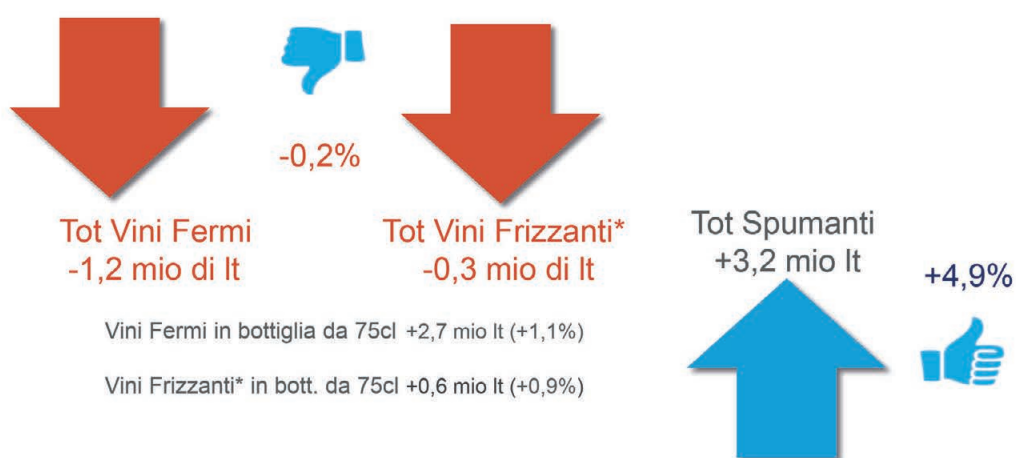 -0,2%
Tot Vini Fermi
-1,2 mio di lt
Tot Vini Frizzanti*
-0,3 mio di lt
Tot Spumanti
+3,2 mio lt
+4,9%
Vini Fermi in bottiglia da 75cl +2,7 mio lt (+1,1%)
Vini Frizzanti* in bott. da 75cl +0,6 mio lt (+0,9%)